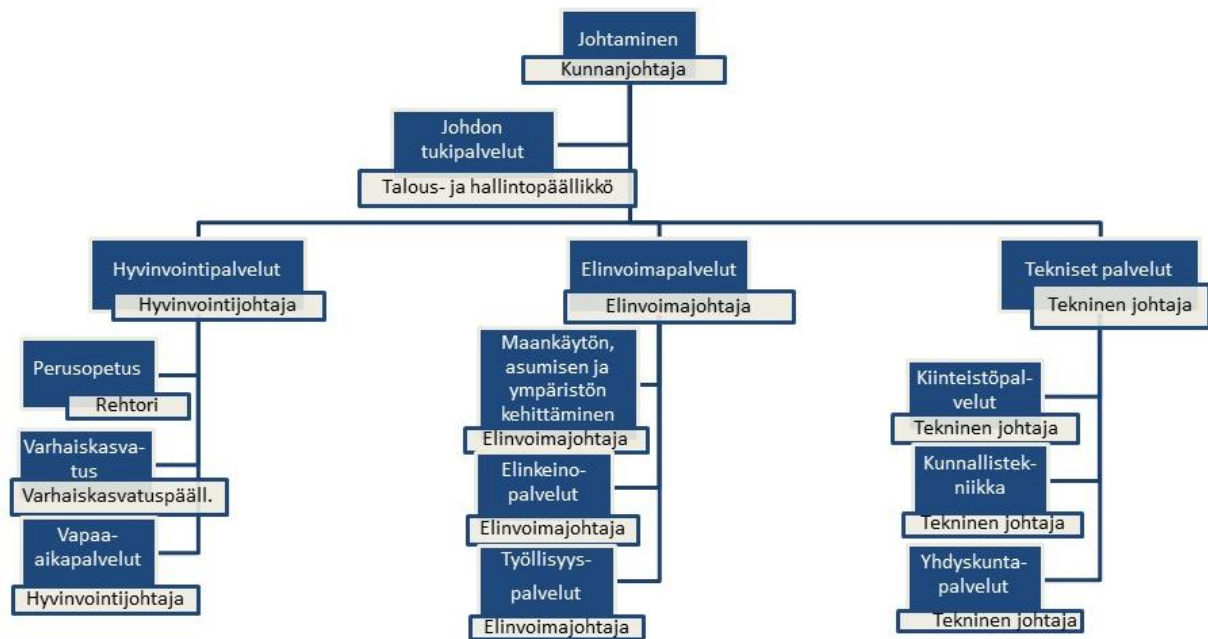 Johtaminen
Kunnanjohtaja
Johdon
tukipalvelut
Talous- ja hallintopäällikkö
Hyvinvointipalvelut
Hyvinvointijohtaja
Perusopetus
Rehtori
Varhaiskasva-
tus
Varhaiskasvatuspääll.
Vapaa-
aikapalvelut
Hyvinvointijohtaja
Elinvoimapalvelut
Elinvoimajohtaja
Maankäytön,
asumisen ja
ympäristön
kehittäminen
Elinvoimajohtaja
Elinkeino-
palvelut
Elinvoimajohtaja
Työllisyys-
palvelut
Elinvoimajohtaja
Tekniset palvelut
Tekninen johtaja
Kiinteistöpal-
velut
Tekninen johtaja
Kunnallistek-
niikka
Tekninen johtaja
Yhdyskunta-
palvelut
Tekninen johtaja